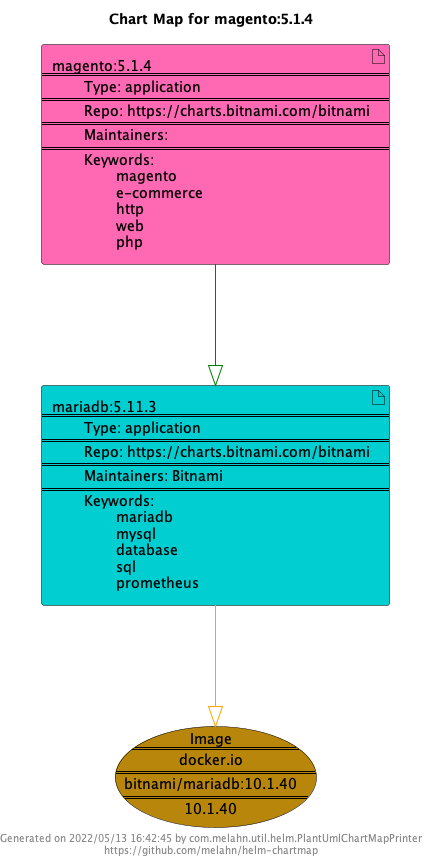 Chart Map for magento:5.1.4
magento:5.1.4
Type: application
Repo: https://charts.bitnami.com/bitnami
Maintainers:
Keywords:
magento
e-commerce
http
web
php
mariadb:5.11.3
Type: application
Repo: https://charts.bitnami.com/bitnami
Maintainers: Bitnami
Keywords:
mariadb
mysql
database
sql
prometheus
Image
docker.io
bitnami/mariadb:10.1.40
10.1.40
Generated on 2022/05/13 16:42:45 by com.melahn.util.helm.PlantUmlChartMapPrinter
https://github.com/melahn/helm-chartmap